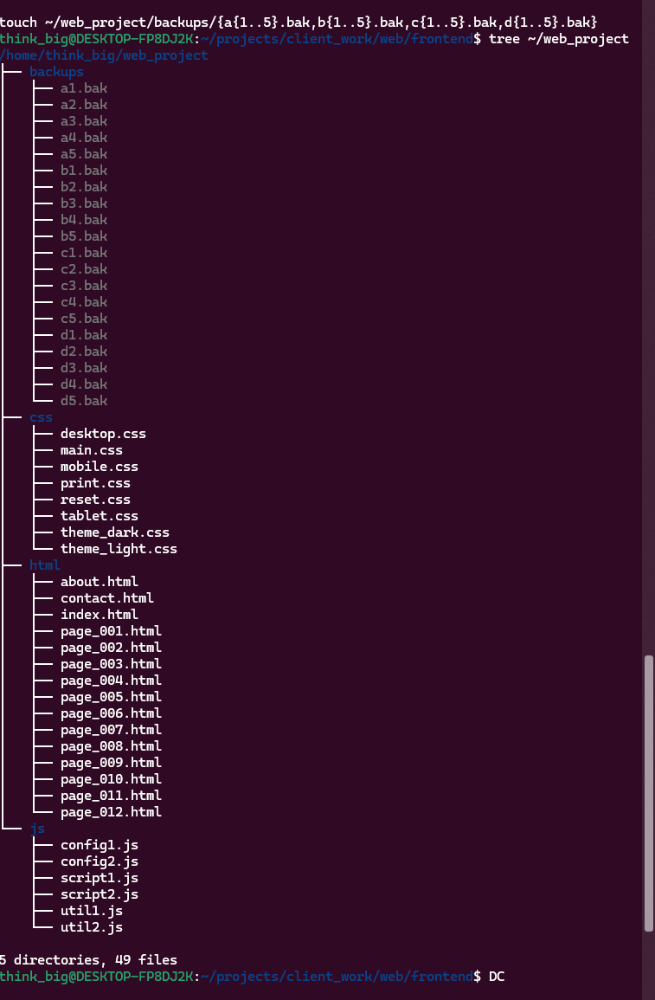 touch ~/web_project/backups/{a{1..5}.bak,b{1..5}.bak,c{1..5}.bak,d{1..5}.bak}
think_big@DESKTOP-FP8DJ2K:~/projects/client_work/web/frontend$ tree ~/web_project
/home/think_big/web_project
├── backups
│   ├── a1.bak
│   ├── a2.bak
│   ├── a3.bak
│   ├── a4.bak
│   ├── a5.bak
│   ├── b1.bak
│   ├── b2.bak
│   ├── b3.bak
│   ├── b4.bak
│   ├── b5.bak
│   ├── c1.bak
│   ├── c2.bak
│   ├── c3.bak
│   ├── c4.bak
│   ├── c5.bak
│   ├── d1.bak
│   ├── d2.bak
│   ├── d3.bak
│   ├── d4.bak
│   └── d5.bak
├── css
│   ├── desktop.css
│   ├── main.css
│   ├── mobile.css
│   ├── print.css
│   ├── reset.css
│   ├── tablet.css
│   ├── theme_dark.css
│   └── theme_light.css
├── html
│   ├── about.html
│   ├── contact.html
│   ├── index.html
│   ├── page_001.html
│   ├── page_002.html
│   ├── page_003.html
│   ├── page_004.html
│   ├── page_005.html
│   ├── page_006.html
│   ├── page_007.html
│   ├── page_008.html
│   ├── page_009.html
│   ├── page_010.html
│   ├── page_011.html
│   └── page_012.html
└── js
    ├── config1.js
    ├── config2.js
    ├── script1.js
    ├── script2.js
    ├── util1.js
    └── util2.js
5 directories, 49 files
think_big@DESKTOP-FP8DJ2K:~/projects/client_work/web/frontend$ DC